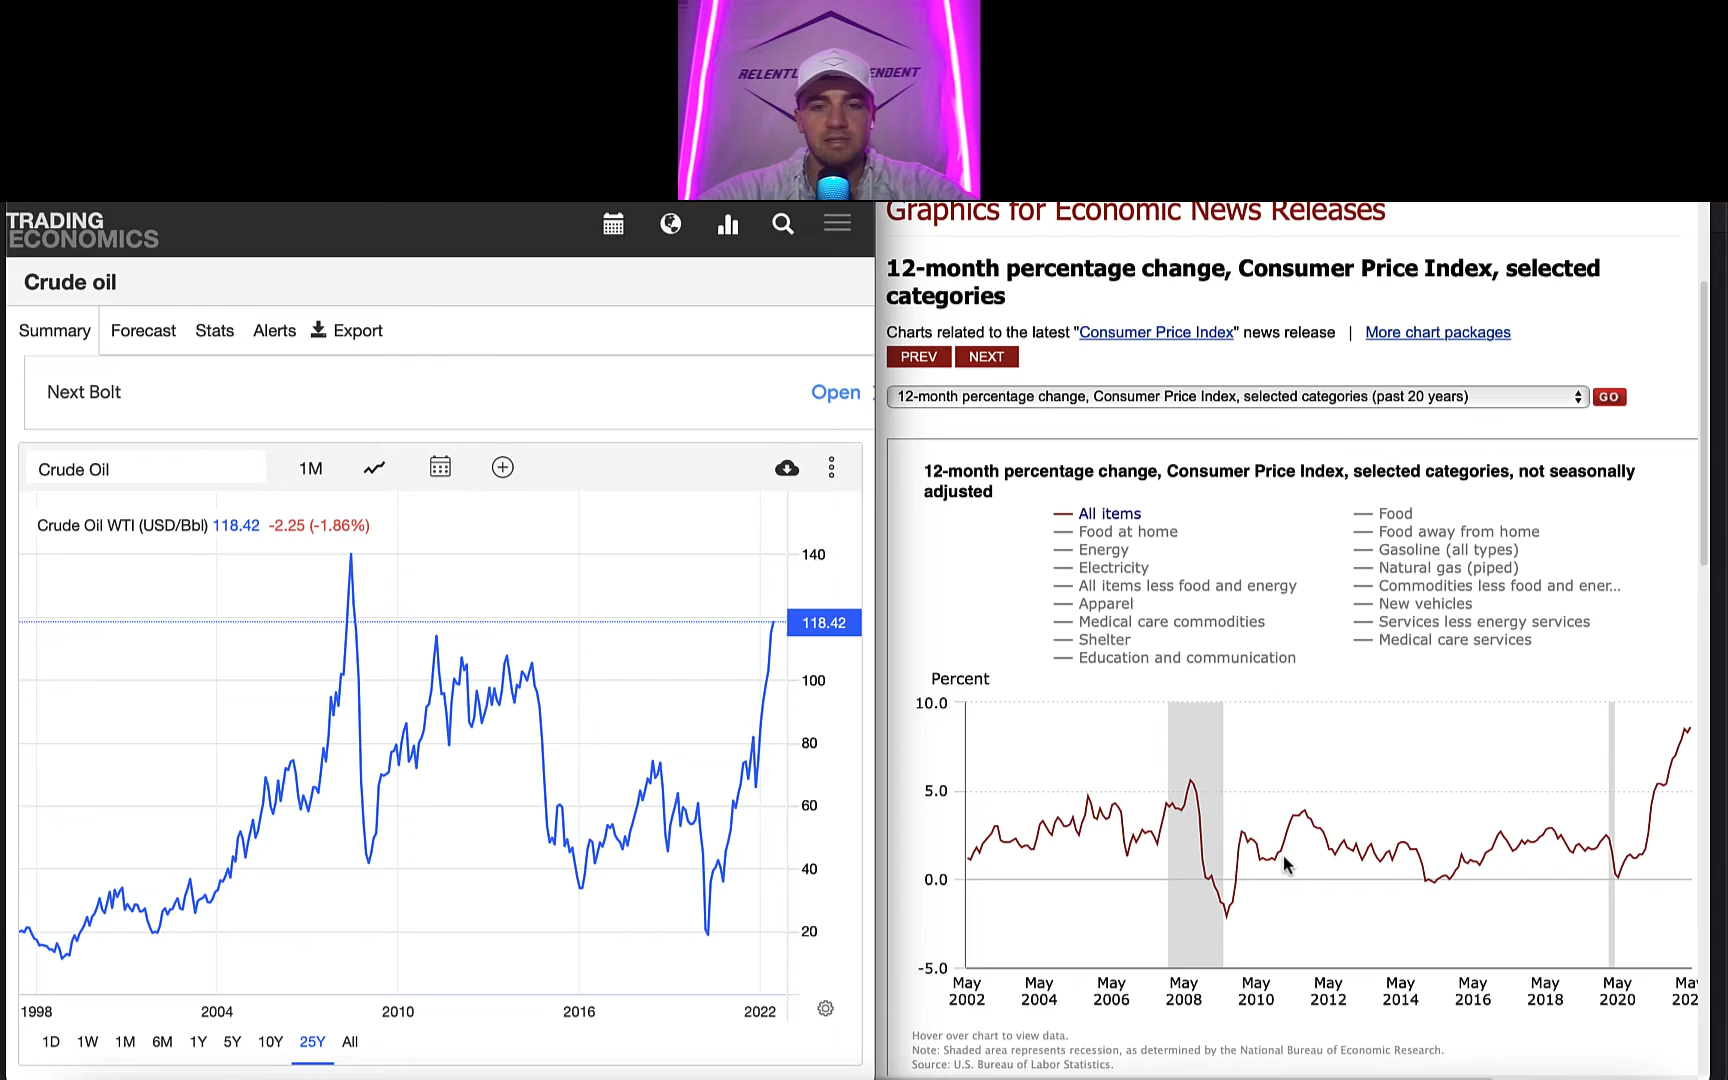 RELENTL ENDENT
TRADING
ECONOMICS
Crude oil
Summary Forecast Stats Alerts Export
Next Bolt Open
Crude Oil 1M
Crude Oil WTI (USD/Bbl) 118.42 -2.25 (-1.86%)
140
118.42
100
80
60
40
20
1998 2004 2010 2016 2022
1D 1W 1M 6M 1Y 5Y 10Y 25Y All
Graphics for Economic News Releases
12-month percentage change, Consumer Price Index, selected
categories
Charts related to the latest "Consumer Price Index" news release | More chart packages
PREV NEXT
12-month percentage change, Consumer Price Index, selected categories (past 20 years) GO
12-month percentage change, Consumer Price Index, selected categories, not seasonally
adjusted
All items Food
Food at home Food away from home
Energy Gasoline (all types)
Electricity Natural gas (piped)
All items less food and energy Commodities less food and ener...
Apparel New vehicles
Medical care commodities Services less energy services
Shelter Medical care services
Education and communication
Percent
10.0
5.0
0.0
-5.0
May May May May May May May May May May May
2002 2004 2006 2008 2010 2012 2014 2016 2018 2020 202
Hover over chart to view data.
Note: Shaded area represents recession, as determined by the National Bureau of Economic Research.
Source: U.S. Bureau of Labor Statistics.